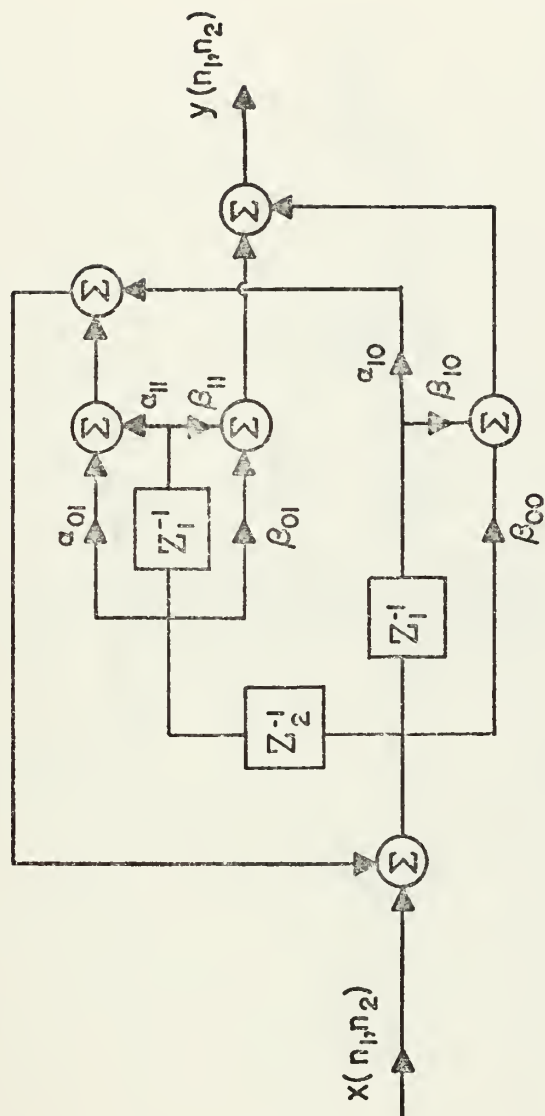 x(n₁,n₂)
Σ
Z₂⁻¹
Z₁⁻¹
Z₁⁻¹
α₀₁
β₀₁
α₁₁
β₁₁
Σ
Σ
Σ
α₁₀
β₁₀
β₀₀
Σ
Σ
y(n₁,n₂)